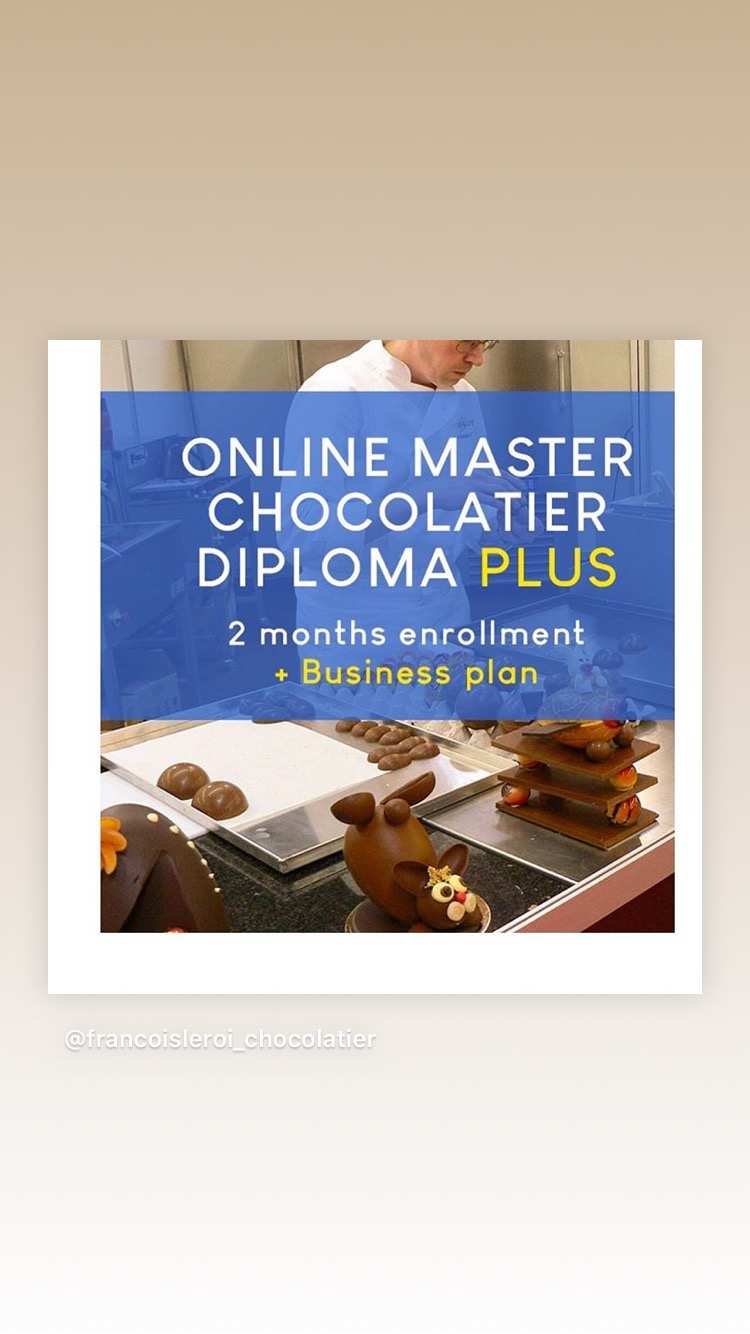 ONLINE MASTER
CHOCOLATIER
DIPLOMA PLUS
2 months enrollment
+ Business plan
@francoisleroi_chocolatier